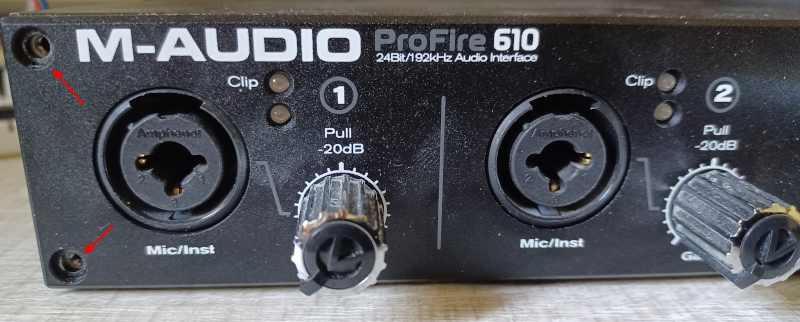 M-AUDIO ProFire 610
24Bit/192kHz Audio Interface
Clip
1
Pull
-20dB
Amphenol
Mic/Inst
Clip
2
Pull
-20dB
Amphenol
Mic/Inst